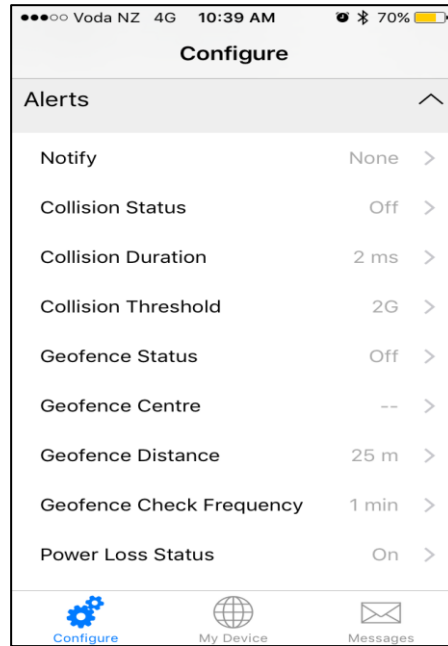 Voda NZ 4G 10:39 AM 70%
Configure
Alerts
Notify None >
Collision Status Off >
Collision Duration 2 ms >
Collision Threshold 2G >
Geofence Status Off >
Geofence Centre -- >
Geofence Distance 25 m >
Geofence Check Frequency 1 min >
Power Loss Status On >
Configure My Device Messages